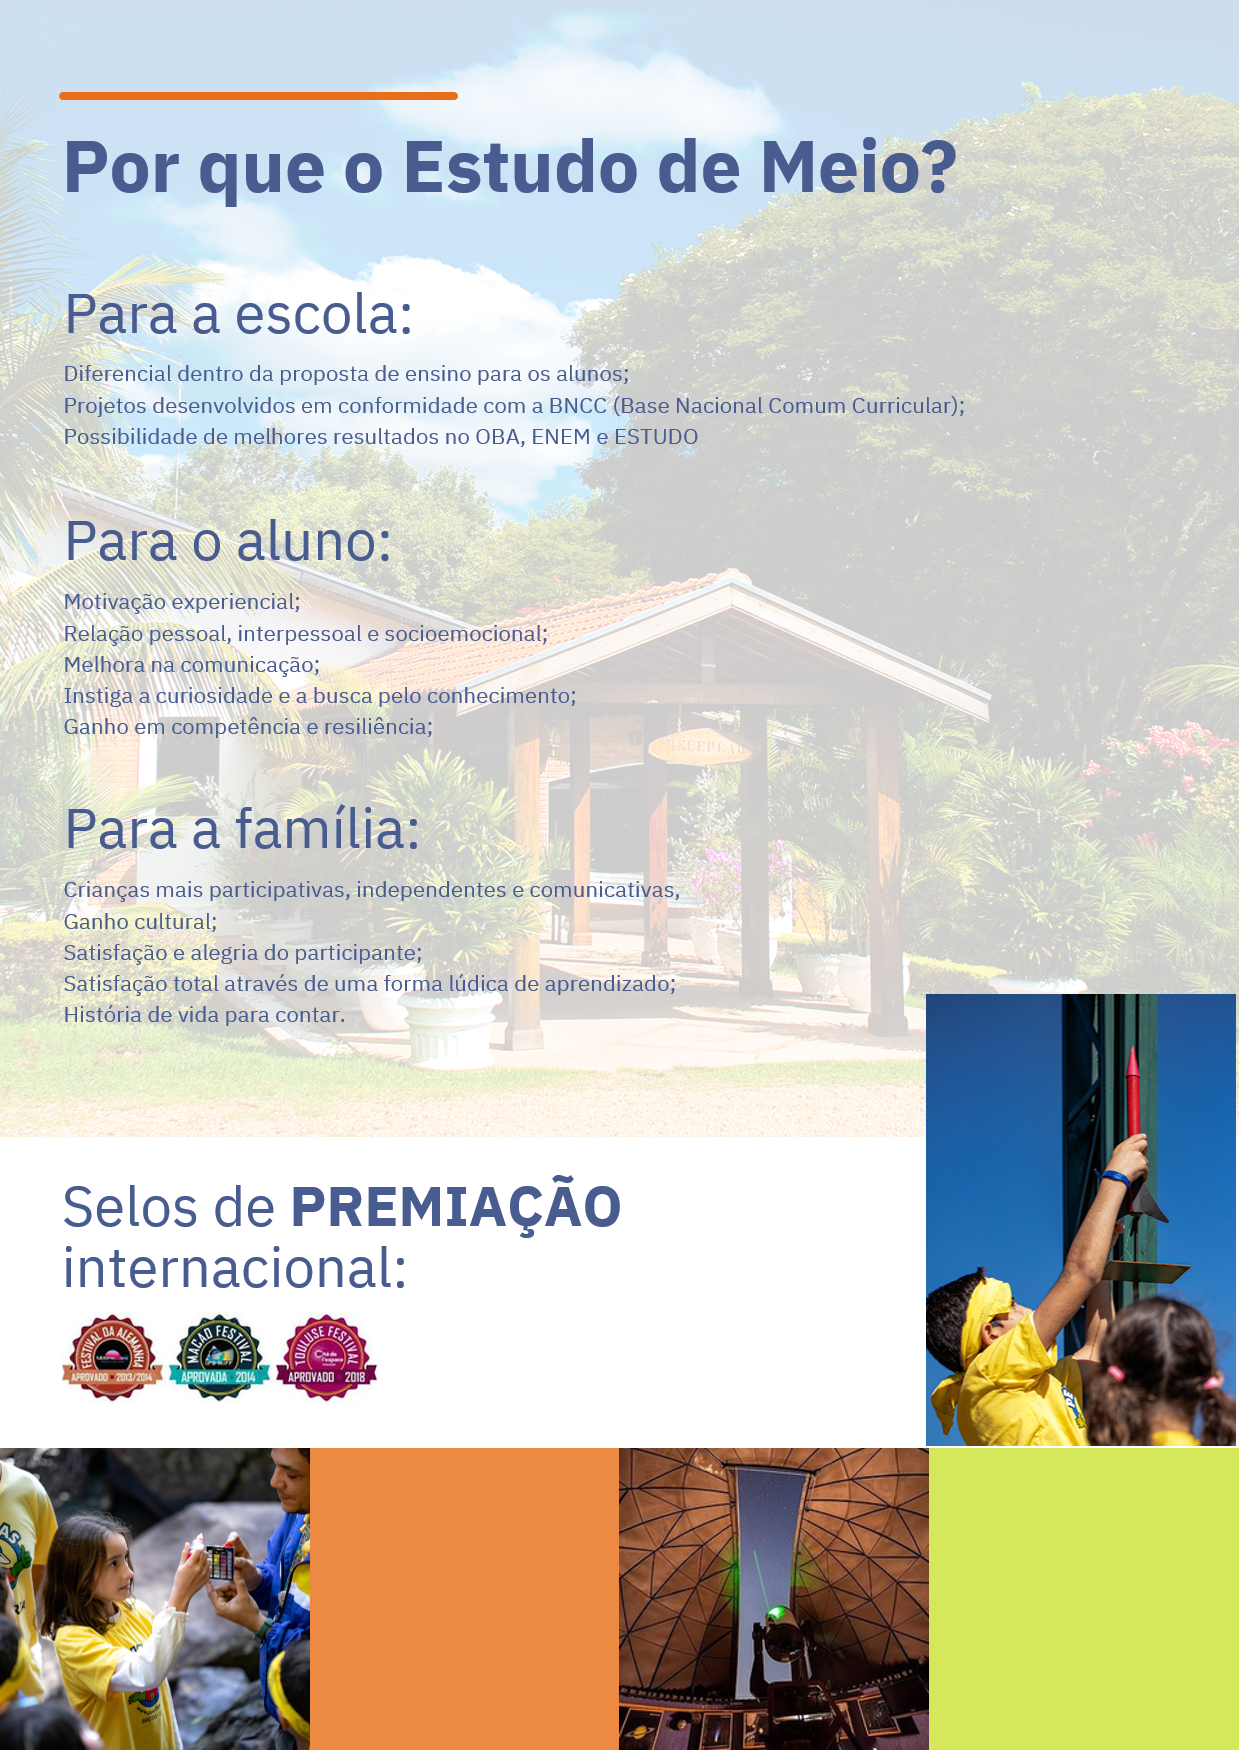 Por que o Estudo de Meio?
Para a escola:
Diferencial dentro da proposta de ensino para os alunos;
Projetos desenvolvidos em conformidade com a BNCC (Base Nacional Comum Curricular);
Possibilidade de melhores resultados no OBA, ENEM e ESTUDO
Para o aluno:
Motivação experiencial;
Relação pessoal, interpessoal e socioemocional;
Melhora na comunicação;
Instiga a curiosidade e a busca pelo conhecimento;
Ganho em competência e resiliência;
RECEPÇÃO
Para a família:
Crianças mais participativas, independentes e comunicativas,
Ganho cultural;
Satisfação e alegria do participante;
Satisfação total através de uma forma lúdica de aprendizado;
História de vida para contar.
Selos de PREMIAÇÃO
internacional:
FESTIVAL DA ALEMANHA
APROVADO 2013/2014
MACAO FESTIVAL
APROVADA 2014
TOULUSE FESTIVAL
Cité de
l'espace
APROVADO 2018